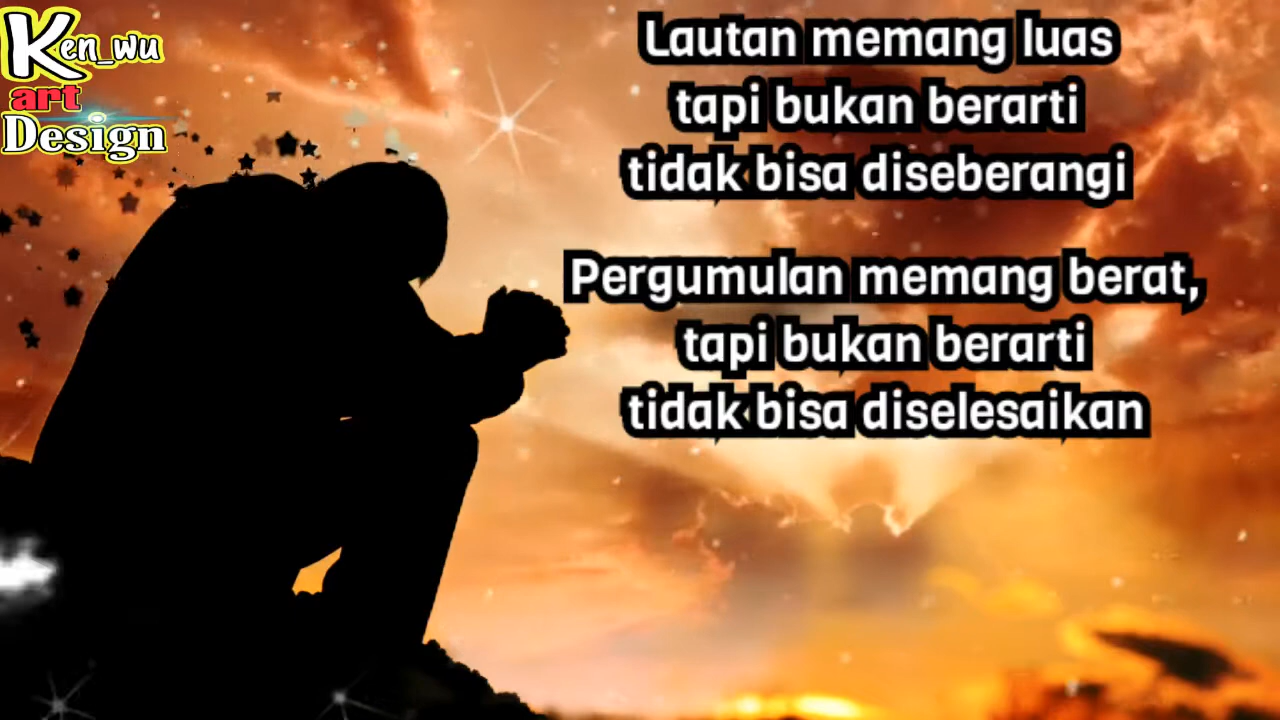 Ken_wu
art
Design
Lautan memang luas
tapi bukan berarti
tidak bisa diseberangi
Pergumulan memang berat,
tapi bukan berarti
tidak bisa diselesaikan